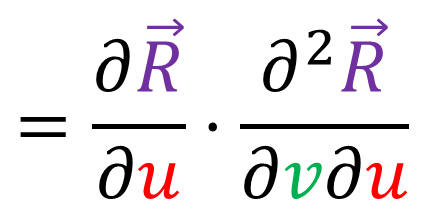 = ∂R⃗/∂u · ∂²R⃗/∂v∂u